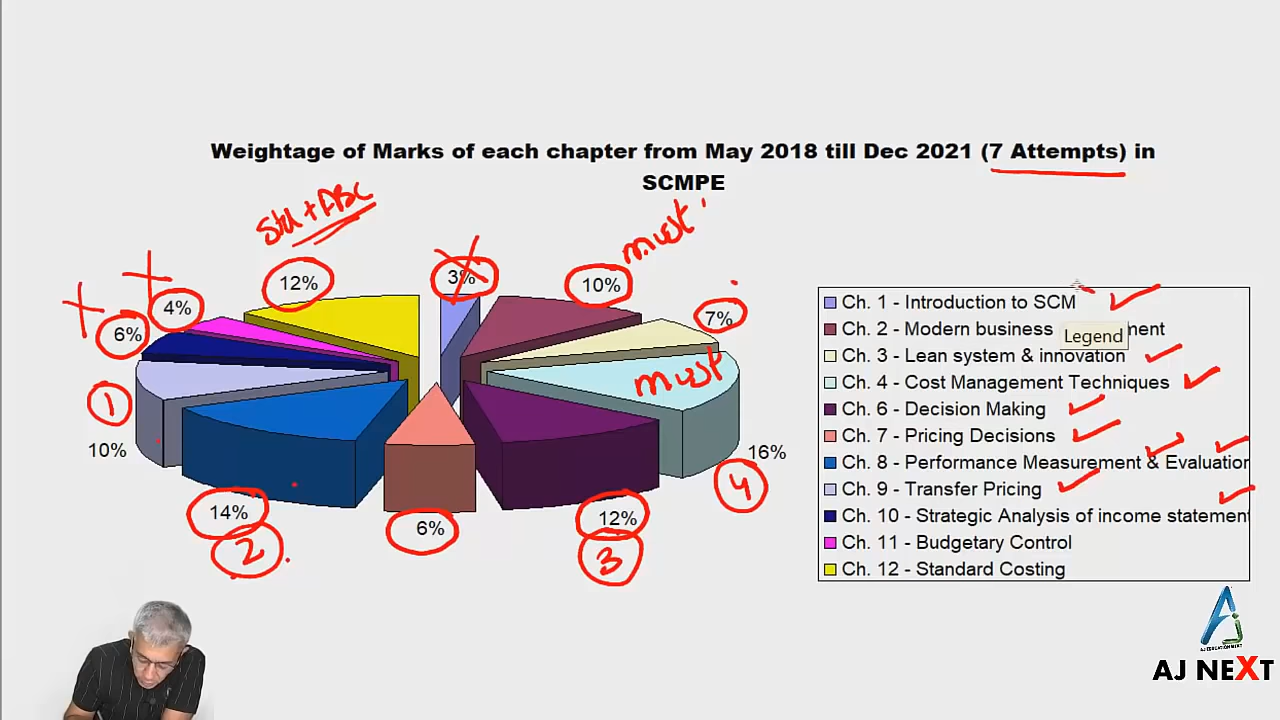 Weightage of Marks of each chapter from May 2018 till Dec 2021 (7 Attempts) in
SCMPE
Std + ABC
must
12%
3%
10%
4%
7%
6%
must
1
10%
16%
4
14%
6%
12%
2
3
Ch. 1 - Introduction to SCM
Ch. 2 - Modern business
Legend
Ch. 3 - Lean system & innovation
Ch. 4 - Cost Management Techniques
Ch. 6 - Decision Making
Ch. 7 - Pricing Decisions
Ch. 8 - Performance Measurement & Evaluation
Ch. 9 - Transfer Pricing
Ch. 10 - Strategic Analysis of income statement
Ch. 11 - Budgetary Control
Ch. 12 - Standard Costing
AJ NEXT